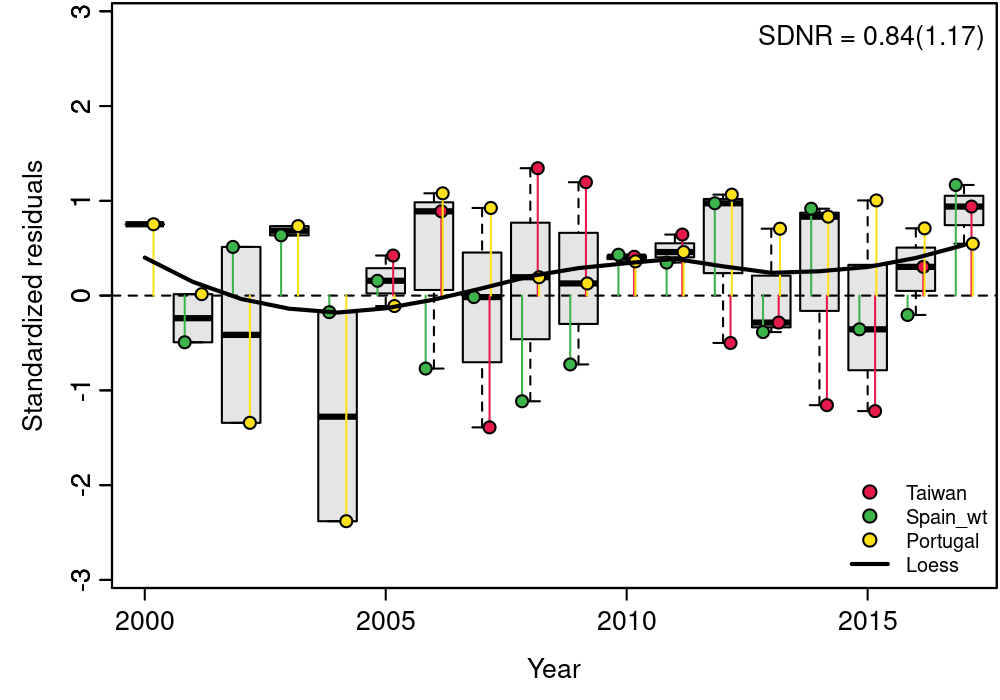 SDNR = 0.84(1.17)
3
2
1
0
-1
-2
-3
Standardized residuals
Taiwan
Spain_wt
Portugal
Loess
2000 2005 2010 2015
Year